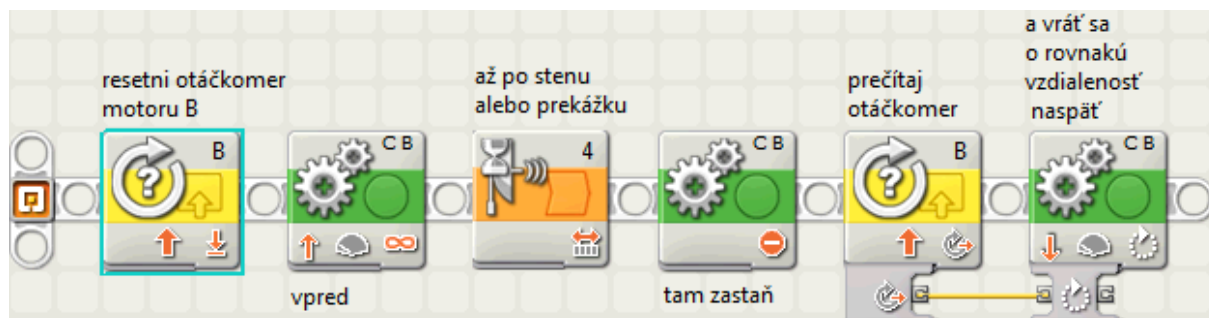 resetni otáčkomer
motoru B
až po stenu
alebo prekážku
prečítaj
otáčkomer
a vráť sa
o rovnakú
vzdialenosť
naspäť
B
C B
4
C B
B
C B
vpred
tam zastaň